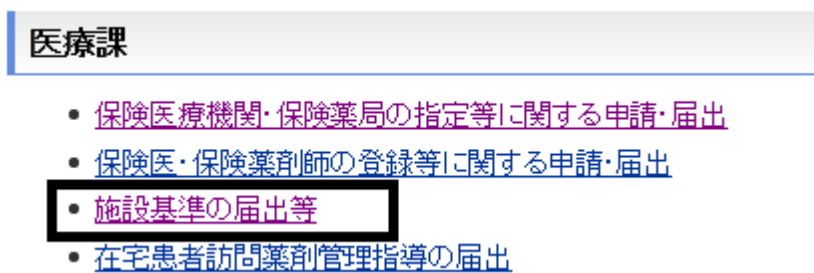 医療課
保険医療機関・保険薬局の指定等に関する申請・届出
保険医・保険薬剤師の登録等に関する申請・届出
施設基準の届出等
在宅患者訪問薬剤管理指導の届出